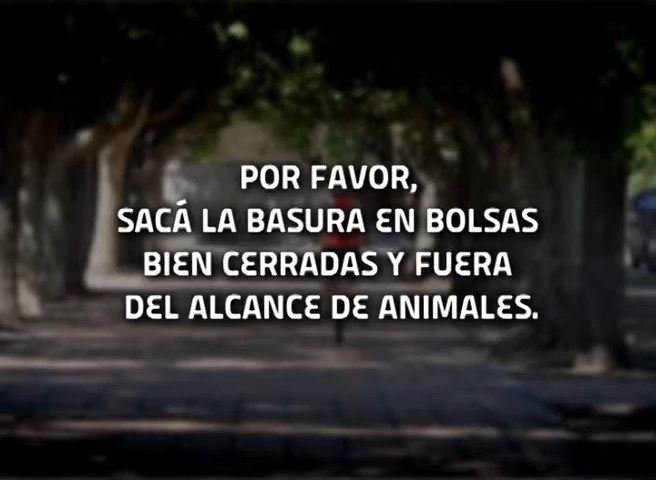 POR FAVOR,
SACÁ LA BASURA EN BOLSAS
BIEN CERRADAS Y FUERA
DEL ALCANCE DE ANIMALES.